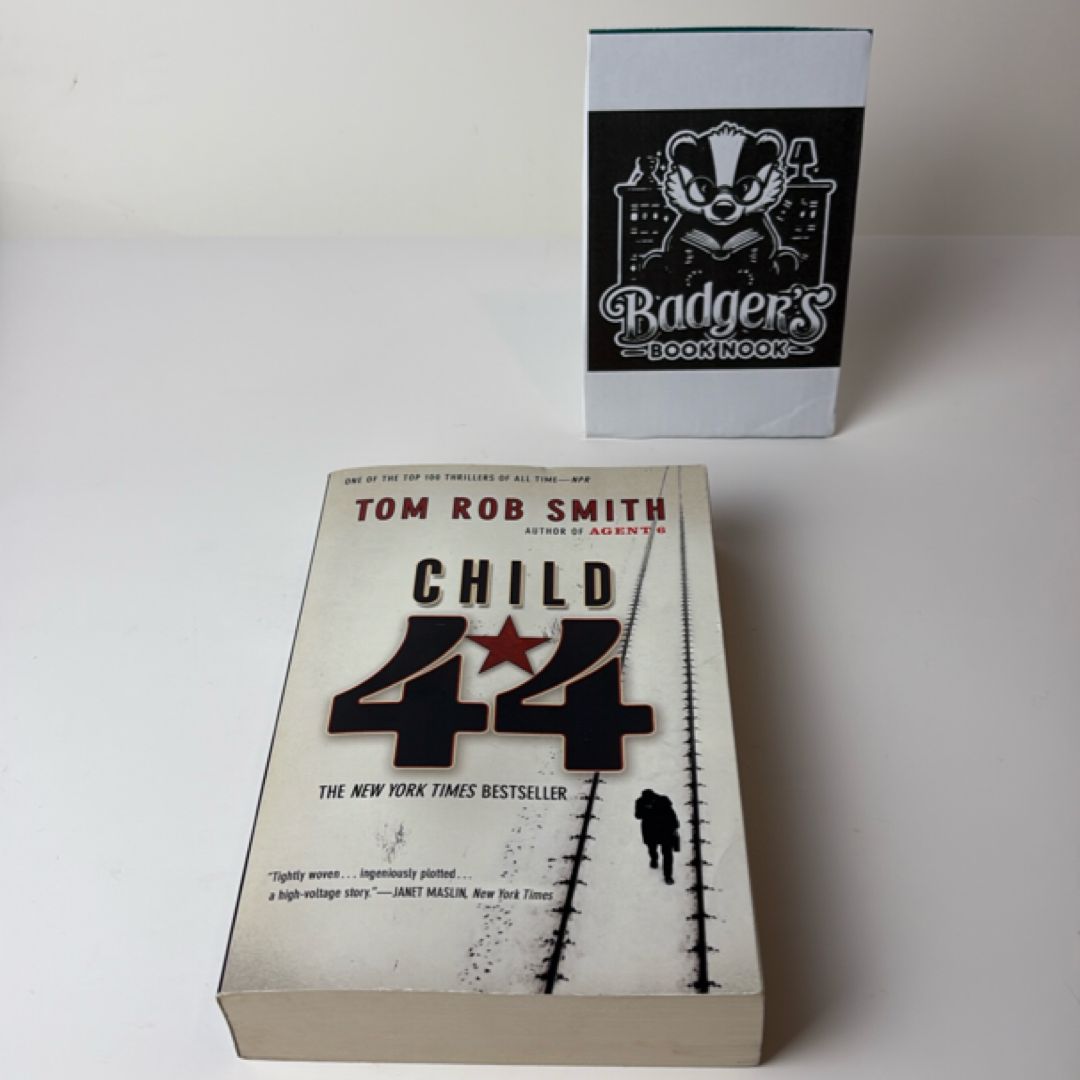 Badger's
BOOK NOOK
ONE OF THE TOP 100 THRILLERS OF ALL TIME—NPR
TOM ROB SMITH
AUTHOR OF AGENT 6
CHILD
44
THE NEW YORK TIMES BESTSELLER
"Tightly woven... ingeniously plotted...
a high-voltage story."—JANET MASLIN, New York Times